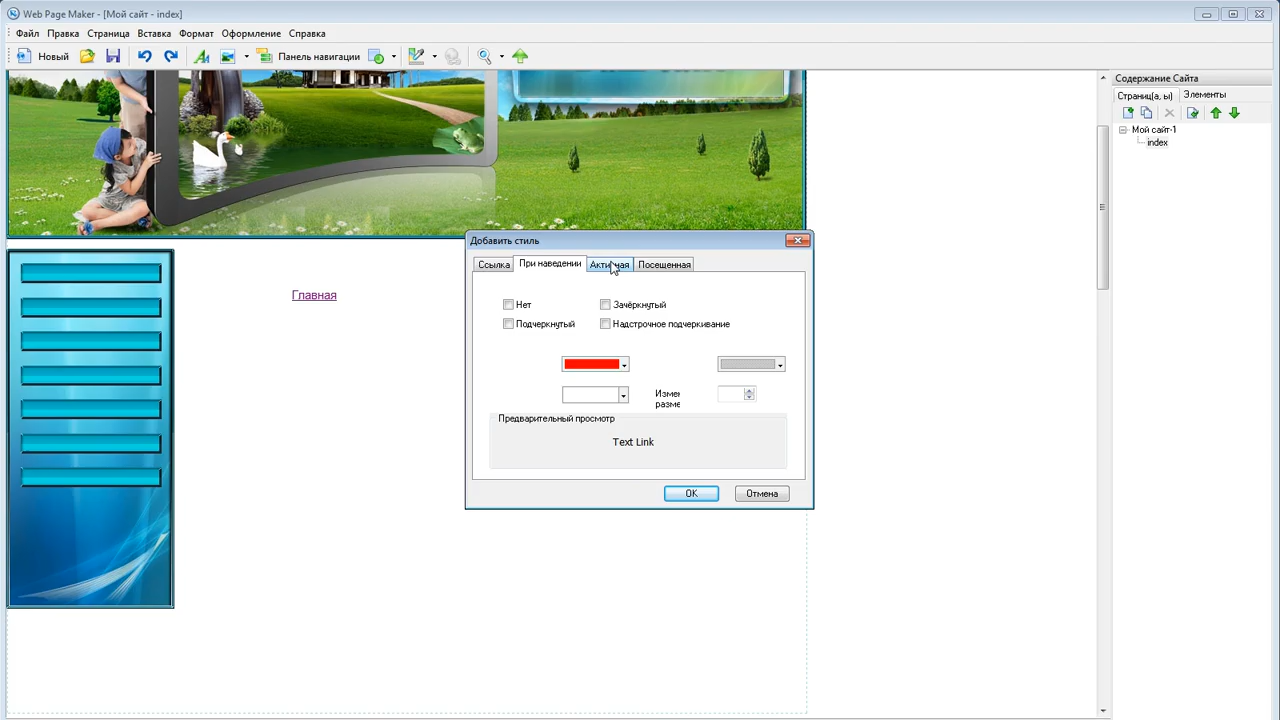 Web Page Maker - [Мой сайт - index]
Файл Правка Страница Вставка Формат Оформление Справка
Новый Панель навигации
Содержание Сайта
Страниц(а, ы) Элементы
Мой сайт-1
index
Главная
Добавить стиль
Ссылка При наведении Активная Посещенная
Нет Зачёркнутый
Подчеркнутый Надстрочное подчеркивание
Измен
разме
Предварительный просмотр
Text Link
OK Отмена